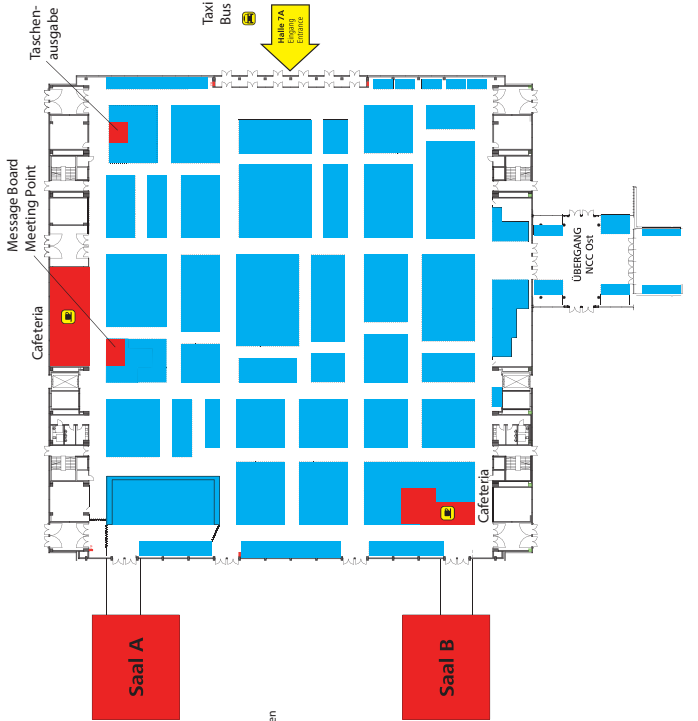 Taschen-
ausgabe
Taxi
Bus
Halle 7A
Eingang
Entrance
Message Board
Meeting Point
Cafeteria
ÜBERGANG
NCC Ost
Cafeteria
Saal A
Saal B
en